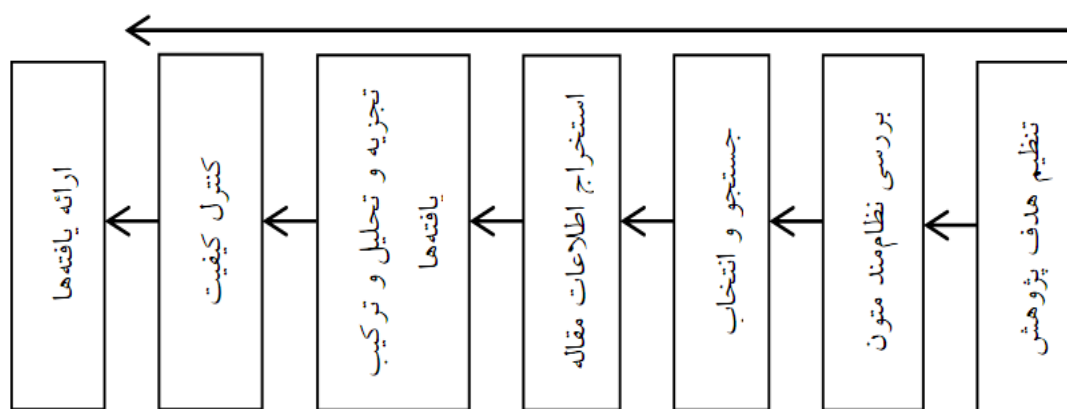 تنظیم هدف پژوهش
بررسی نظام‌مند متون
جستجو و انتخاب
استخراج اطلاعات مقاله
تجزیه و تحلیل و ترکیب
یافته‌ها
کنترل کیفیت
ارائه یافته‌ها